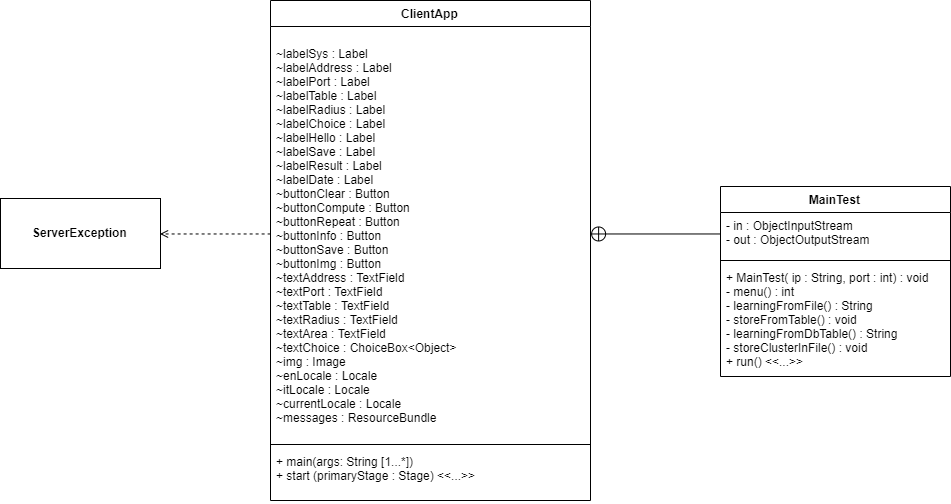 ClientApp
~labelSys : Label
~labelAddress : Label
~labelPort : Label
~labelTable : Label
~labelRadius : Label
~labelChoice : Label
~labelHello : Label
~labelSave : Label
~labelResult : Label
~labelDate : Label
~buttonClear : Button
~buttonCompute : Button
~buttonRepeat : Button
~buttonInfo : Button
~buttonSave : Button
~buttonImg : Button
~textAddress : TextField
~textPort : TextField
~textTable : TextField
~textRadius : TextField
~textArea : TextField
~textChoice : ChoiceBox<Object>
~img : Image
~enLocale : Locale
~itLocale : Locale
~currentLocale : Locale
~messages : ResourceBundle
+ main(args: String [1...*])
+ start (primaryStage : Stage) <<...>>
ServerException
MainTest
- in : ObjectInputStream
- out : ObjectOutputStream
+ MainTest( ip : String, port : int) : void
- menu() : int
- learningFromFile() : String
- storeFromTable() : void
- learningFromDbTable() : String
- storeClusterInFile() : void
+ run() <<...>>